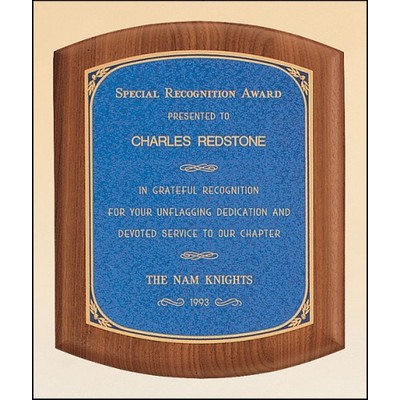 SPECIAL RECOGNITION AWARD
PRESENTED TO
CHARLES REDSTONE
IN GRATEFUL RECOGNITION
FOR YOUR UNFLAGGING DEDICATION AND
DEVOTED SERVICE TO OUR CHAPTER
THE NAM KNIGHTS
1993